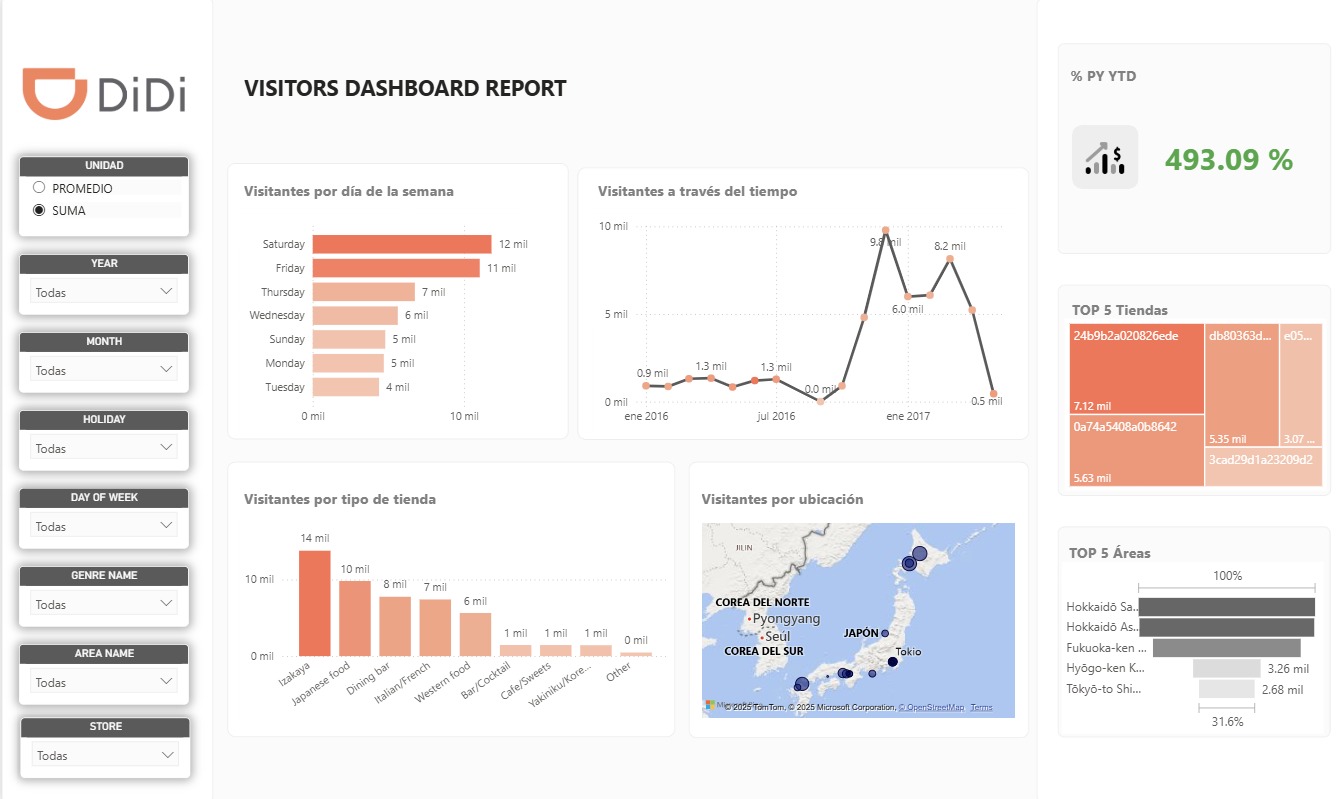 DiDi
UNIDAD
PROMEDIO
SUMA
YEAR
Todas
MONTH
Todas
HOLIDAY
Todas
DAY OF WEEK
Todas
GENRE NAME
Todas
AREA NAME
Todas
STORE
Todas
VISITORS DASHBOARD REPORT
Visitantes por día de la semana
Saturday 12 mil
Friday 11 mil
Thursday 7 mil
Wednesday 6 mil
Sunday 5 mil
Monday 5 mil
Tuesday 4 mil
0 mil 10 mil
Visitantes a través del tiempo
10 mil
5 mil
0 mil
0.9 mil 1.3 mil 1.3 mil 0.0 mil 9.8 mil 6.0 mil 8.2 mil 0.5 mil
ene 2016 jul 2016 ene 2017
Visitantes por tipo de tienda
10 mil
0 mil
14 mil 10 mil 8 mil 7 mil 6 mil 1 mil 1 mil 1 mil 0 mil
Izakaya Japanese food Dining bar Italian/French Western food Bar/Cocktail Cafe/Sweets Yakiniku/Kore... Other
Visitantes por ubicación
JILIN
COREA DEL NORTE
Pyongyang
Seúl
COREA DEL SUR
JAPÓN
Tokio
© 2025 TomTom, © 2025 Microsoft Corporation, © OpenStreetMap Terms
% PY YTD
$
493.09 %
TOP 5 Tiendas
24b9b2a020826ede
7.12 mil
0a74a5408a0b8642
5.63 mil
db80363d...
5.35 mil
e05...
3.07 ...
3cad29d1a23209d2
TOP 5 Áreas
100%
Hokkaidō Sa...
Hokkaidō As...
Fukuoka-ken ...
Hyōgo-ken K... 3.26 mil
Tōkyō-to Shi... 2.68 mil
31.6%